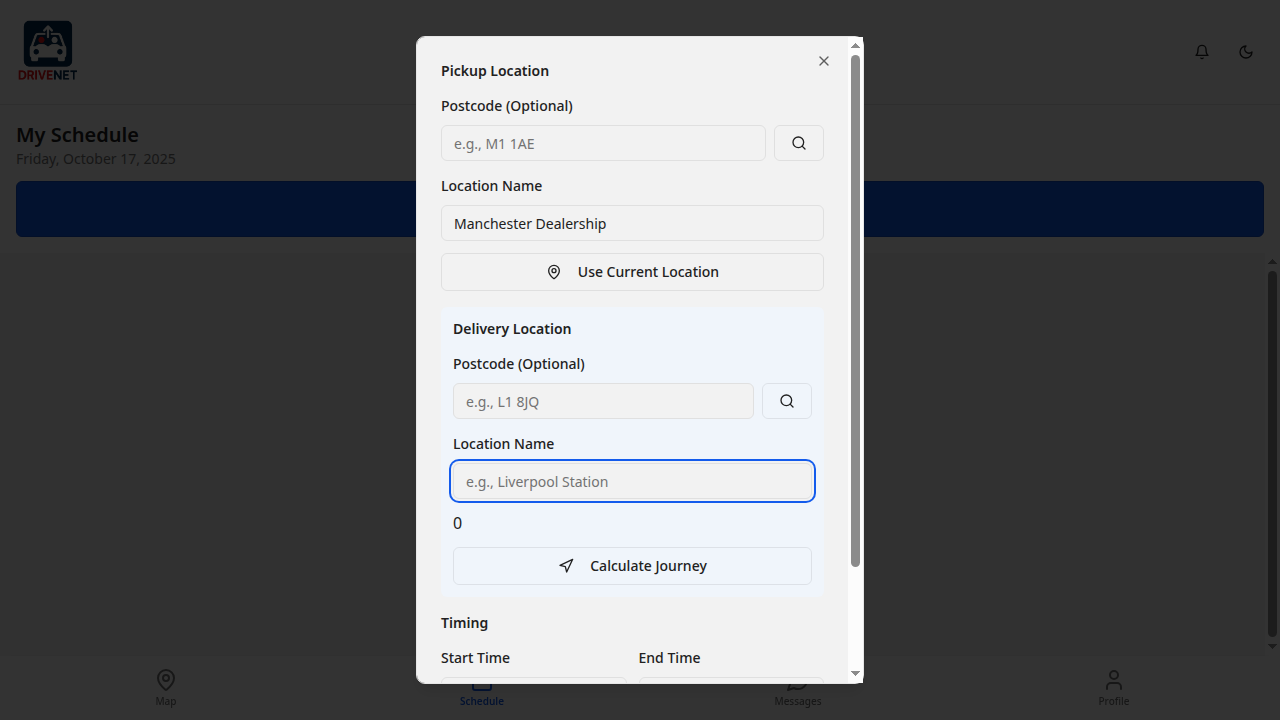 DRIVENET
My Schedule
Friday, October 17, 2025
Pickup Location
Postcode (Optional)
e.g., M1 1AE
Location Name
Manchester Dealership
Use Current Location
Delivery Location
Postcode (Optional)
e.g., L1 8JQ
Location Name
e.g., Liverpool Station
0
Calculate Journey
Timing
Start Time
End Time
Map
Schedule
Messages
Profile